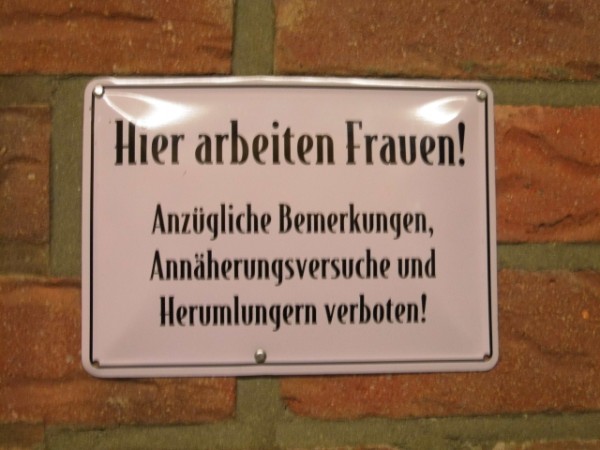 Hier arbeiten Frauen!
Anzügliche Bemerkungen,
Annäherungsversuche und
Herumlungern verboten!